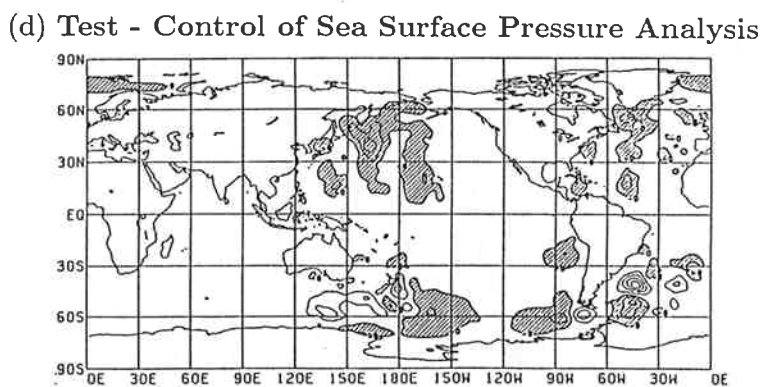 (d) Test - Control of Sea Surface Pressure Analysis
90N
60N
30N
EQ
30S
60S
90S
0E 30E 60E 90E 120E 150E 180E 150W 120W 90W 60W 30W 0E